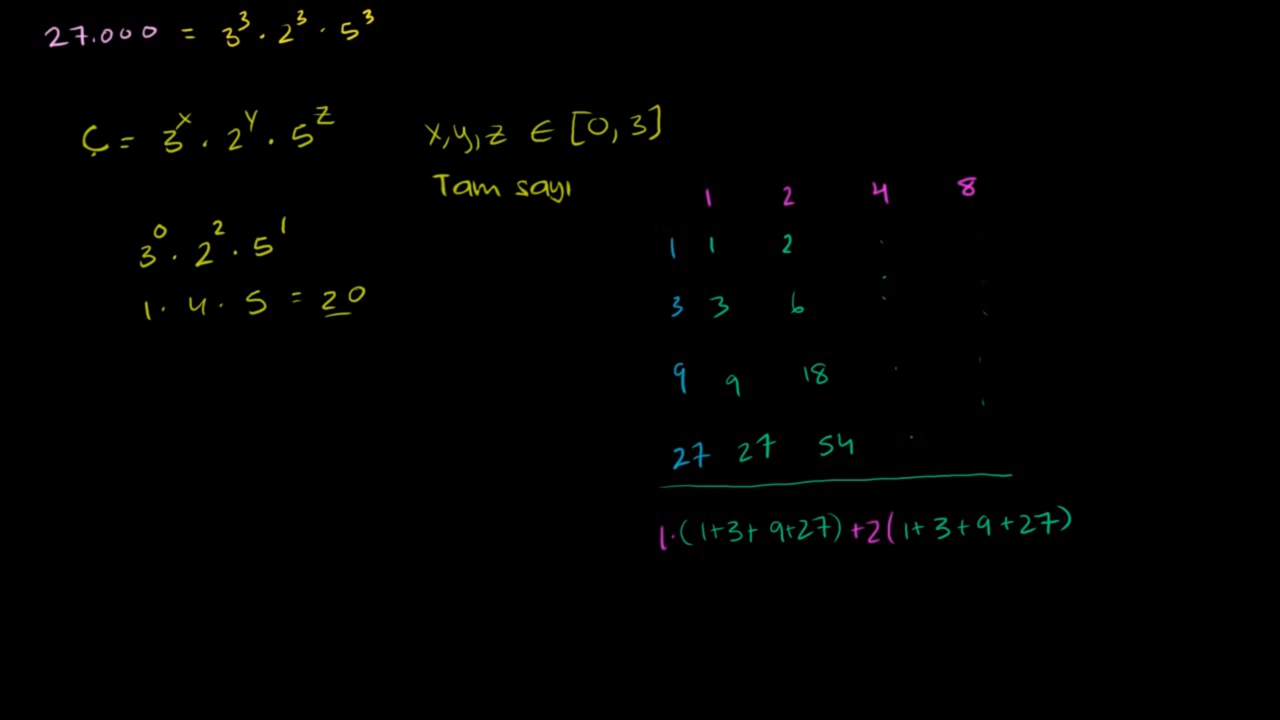 27.000 = 3³ · 2³ · 5³
Ç = 3ˣ · 2ʸ · 5ᶻ
x,y,z ∈ [0,3]
Tam sayı
3⁰ · 2² · 5¹
1 · 4 · 5 = 20
1 2 4 8
1 1 2
3 3 6
9 9 18
27 27 54
1·(1+3+9+27)+2(1+3+9+27)